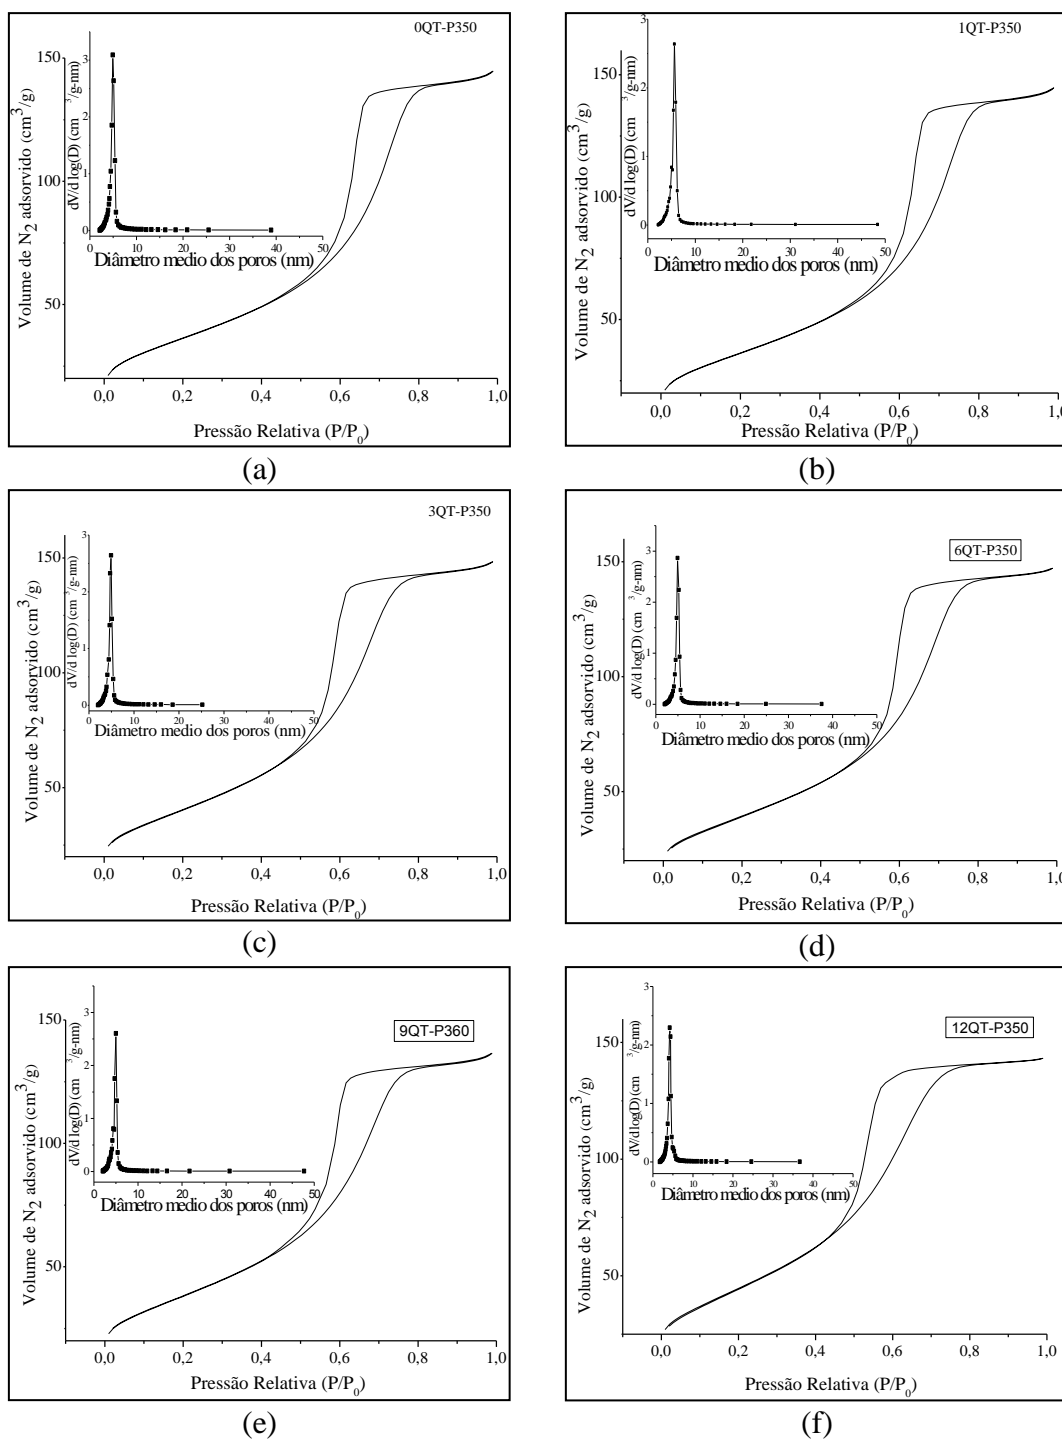 0QT-P350
Volume de N2 adsorvido (cm3/g)
150
100
50
dV/d log(D) (cm 3/g-nm)
3
2
1
0
0 10 20 30 40 50
Diâmetro medio dos poros (nm)
0,0 0,2 0,4 0,6 0,8 1,0
Pressão Relativa (P/P0)
(a)
1QT-P350
Volume de N2 adsorvido (cm3/g)
150
100
50
dV/d log(D) (cm 3/g-nm)
3
2
1
0
0 10 20 30 40 50
Diâmetro medio dos poros (nm)
0,0 0,2 0,4 0,6 0,8 1,0
Pressão Relativa (P/P0)
(b)
3QT-P350
Volume de N2 adsorvido (cm3/g)
150
100
50
dV/d log(D) (cm 3/g-nm)
3
2
1
0
0 10 20 30 40 50
Diâmetro medio dos poros (nm)
0,0 0,2 0,4 0,6 0,8 1,0
Pressão Relativa (P/P0)
(c)
6QT-P350
Volume de N2 adsorvido (cm3/g)
150
100
50
dV/d log(D) (cm 3/g-nm)
3
2
1
0
0 10 20 30 40 50
Diâmetro medio dos poros (nm)
0,0 0,2 0,4 0,6 0,8 1,0
Pressão Relativa (P/P0)
(d)
9QT-P360
Volume de N2 adsorvido (cm3/g)
150
100
50
dV/d log(D) (cm 3/g-nm)
3
2
1
0
0 10 20 30 40 50
Diâmetro medio dos poros (nm)
0,0 0,2 0,4 0,6 0,8 1,0
Pressão Relativa (P/P0)
(e)
12QT-P350
Volume de N2 adsorvido (cm3/g)
150
100
50
dV/d log(D) (cm 3/g-nm)
3
2
1
0
0 10 20 30 40 50
Diâmetro medio dos poros (nm)
0,0 0,2 0,4 0,6 0,8 1,0
Pressão Relativa (P/P0)
(f)